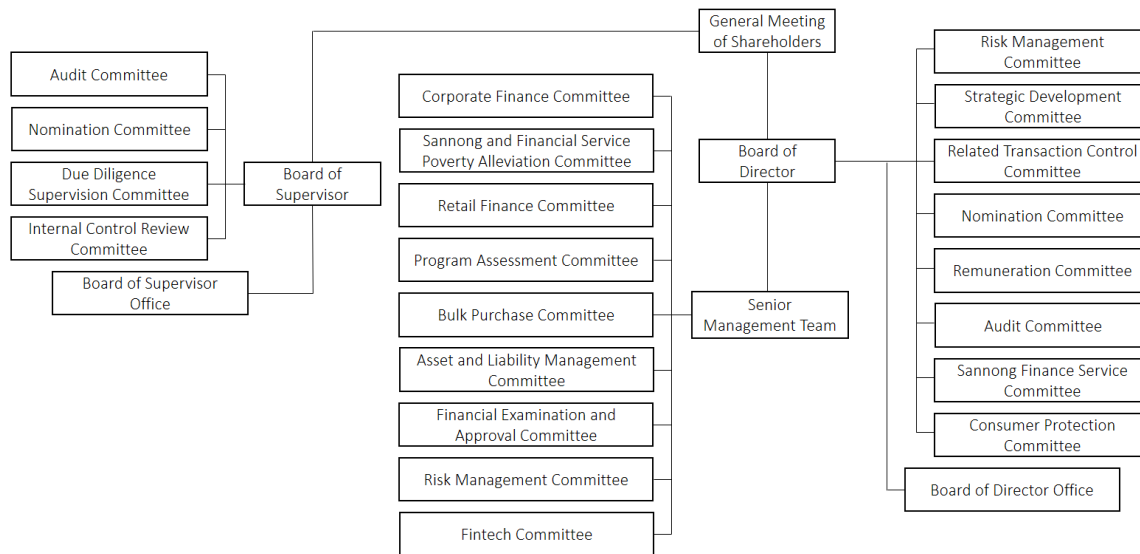 General Meeting
of Shareholders
Audit Committee
Nomination Committee
Due Diligence
Supervision Committee
Internal Control Review
Committee
Board of Supervisor
Office
Board of
Supervisor
Corporate Finance Committee
Sannong and Financial Service
Poverty Alleviation Committee
Retail Finance Committee
Program Assessment Committee
Bulk Purchase Committee
Asset and Liability Management
Committee
Financial Examination and
Approval Committee
Risk Management Committee
Fintech Committee
Board of
Director
Senior
Management Team
Risk Management
Committee
Strategic Development
Committee
Related Transaction Control
Committee
Nomination Committee
Remuneration Committee
Audit Committee
Sannong Finance Service
Committee
Consumer Protection
Committee
Board of Director Office